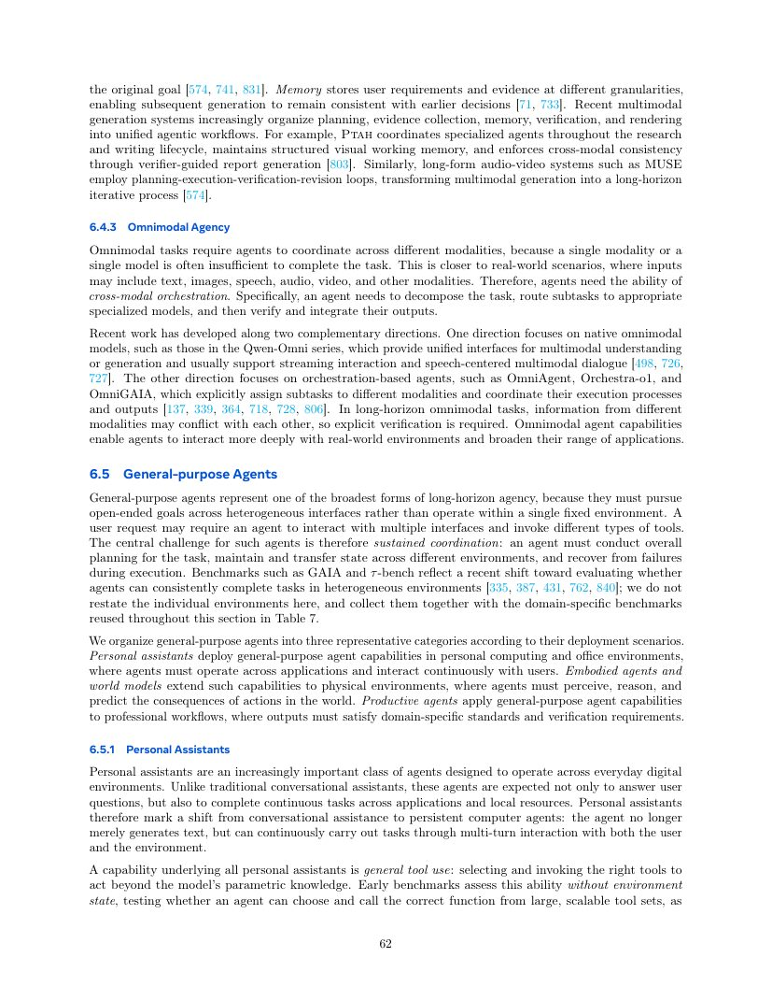 the original goal [574, 741, 831]. Memory stores user requirements and evidence at different granularities,
enabling subsequent generation to remain consistent with earlier decisions [71, 733]. Recent multimodal
generation systems increasingly organize planning, evidence collection, memory, verification, and rendering
into unified agentic workflows. For example, PTAH coordinates specialized agents throughout the research
and writing lifecycle, maintains structured visual working memory, and enforces cross-modal consistency
through verifier-guided report generation [803]. Similarly, long-form audio-video systems such as MUSE
employ planning-execution-verification-revision loops, transforming multimodal generation into a long-horizon
iterative process [574].
6.4.3 Omnimodal Agency
Omnimodal tasks require agents to coordinate across different modalities, because a single modality or a
single model is often insufficient to complete the task. This is closer to real-world scenarios, where inputs
may include text, images, speech, audio, video, and other modalities. Therefore, agents need the ability of
cross-modal orchestration. Specifically, an agent needs to decompose the task, route subtasks to appropriate
specialized models, and then verify and integrate their outputs.
Recent work has developed along two complementary directions. One direction focuses on native omnimodal
models, such as those in the Qwen-Omni series, which provide unified interfaces for multimodal understanding
or generation and usually support streaming interaction and speech-centered multimodal dialogue [498, 726,
727]. The other direction focuses on orchestration-based agents, such as OmniAgent, Orchestra-o1, and
OmniGAIA, which explicitly assign subtasks to different modalities and coordinate their execution processes
and outputs [137, 339, 364, 718, 728, 806]. In long-horizon omnimodal tasks, information from different
modalities may conflict with each other, so explicit verification is required. Omnimodal agent capabilities
enable agents to interact more deeply with real-world environments and broaden their range of applications.
6.5 General-purpose Agents
General-purpose agents represent one of the broadest forms of long-horizon agency, because they must pursue
open-ended goals across heterogeneous interfaces rather than operate within a single fixed environment. A
user request may require an agent to interact with multiple interfaces and invoke different types of tools.
The central challenge for such agents is therefore sustained coordination: an agent must conduct overall
planning for the task, maintain and transfer state across different environments, and recover from failures
during execution. Benchmarks such as GAIA and τ-bench reflect a recent shift toward evaluating whether
agents can consistently complete tasks in heterogeneous environments [335, 387, 431, 762, 840]; we do not
restate the individual environments here, and collect them together with the domain-specific benchmarks
reused throughout this section in Table 7.
We organize general-purpose agents into three representative categories according to their deployment scenarios.
Personal assistants deploy general-purpose agent capabilities in personal computing and office environments,
where agents must operate across applications and interact continuously with users. Embodied agents and
world models extend such capabilities to physical environments, where agents must perceive, reason, and
predict the consequences of actions in the world. Productive agents apply general-purpose agent capabilities
to professional workflows, where outputs must satisfy domain-specific standards and verification requirements.
6.5.1 Personal Assistants
Personal assistants are an increasingly important class of agents designed to operate across everyday digital
environments. Unlike traditional conversational assistants, these agents are expected not only to answer user
questions, but also to complete continuous tasks across applications and local resources. Personal assistants
therefore mark a shift from conversational assistance to persistent computer agents: the agent no longer
merely generates text, but can continuously carry out tasks through multi-turn interaction with both the user
and the environment.
A capability underlying all personal assistants is general tool use: selecting and invoking the right tools to
act beyond the model's parametric knowledge. Early benchmarks assess this ability without environment
state, testing whether an agent can choose and call the correct function from large, scalable tool sets, as
62